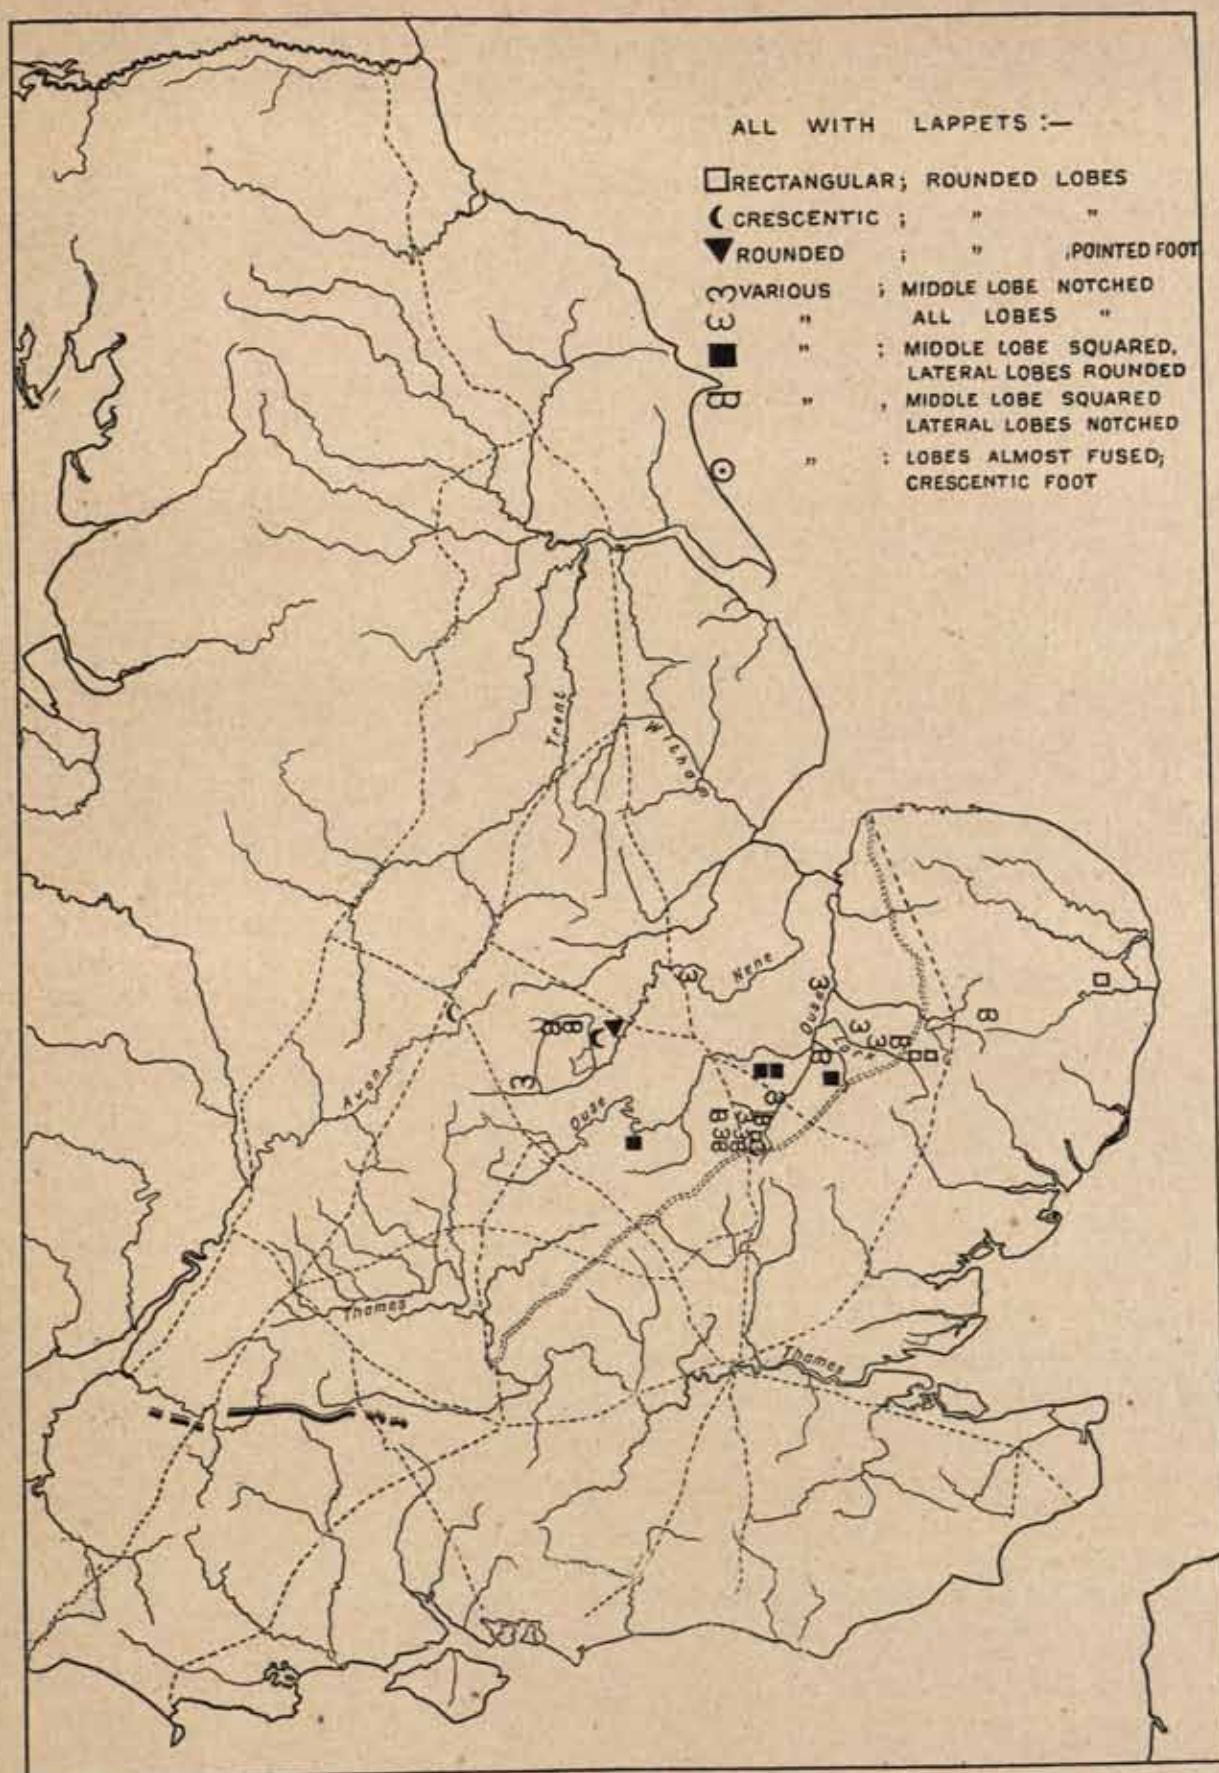 ALL WITH LAPPETS :—
RECTANGULAR; ROUNDED LOBES
CRESCENTIC ; " "
ROUNDED ; " ;POINTED FOOT
VARIOUS ; MIDDLE LOBE NOTCHED
3 " ALL LOBES "
" : MIDDLE LOBE SQUARED.
LATERAL LOBES ROUNDED
B " , MIDDLE LOBE SQUARED
LATERAL LOBES NOTCHED
" : LOBES ALMOST FUSED;
CRESCENTIC FOOT
Trent
Witham
Nene
Ouse
Lark
Avon
Ouse
Thames
Thames